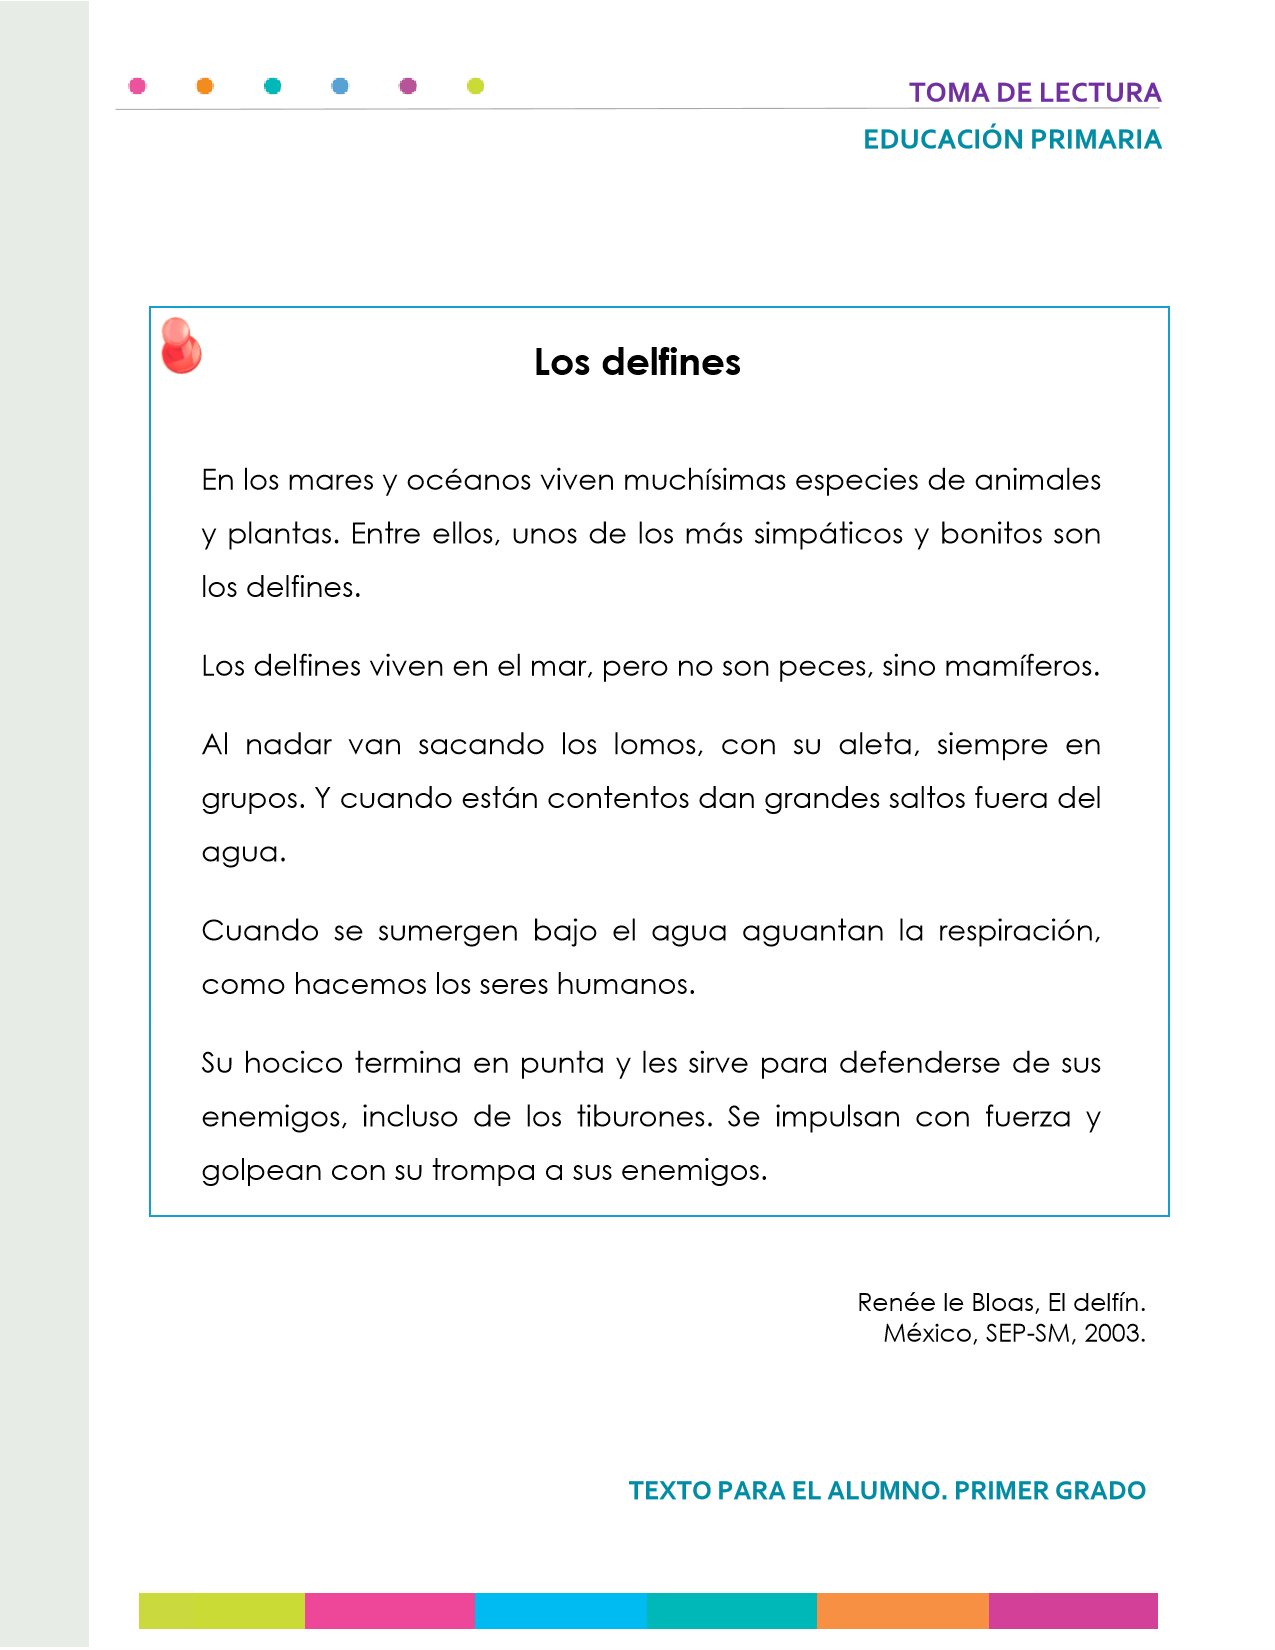 TOMA DE LECTURA
EDUCACIÓN PRIMARIA
Los delfines
En los mares y océanos viven muchísimas especies de animales
y plantas. Entre ellos, unos de los más simpáticos y bonitos son
los delfines.
Los delfines viven en el mar, pero no son peces, sino mamíferos.
Al nadar van sacando los lomos, con su aleta, siempre en
grupos. Y cuando están contentos dan grandes saltos fuera del
agua.
Cuando se sumergen bajo el agua aguantan la respiración,
como hacemos los seres humanos.
Su hocico termina en punta y les sirve para defenderse de sus
enemigos, incluso de los tiburones. Se impulsan con fuerza y
golpean con su trompa a sus enemigos.
Renée le Bloas, El delfín.
México, SEP-SM, 2003.
TEXTO PARA EL ALUMNO. PRIMER GRADO